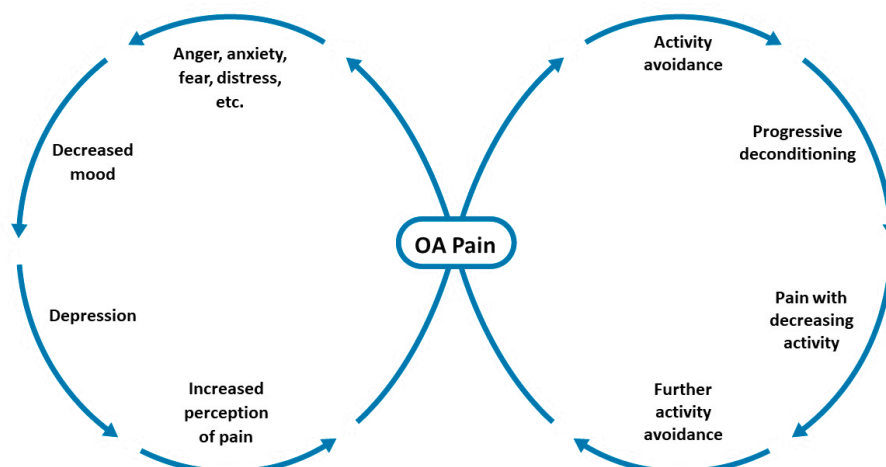 Anger, anxiety,
fear, distress,
etc.
Decreased
mood
Depression
Increased
perception
of pain
OA Pain
Activity
avoidance
Progressive
deconditioning
Pain with
decreasing
activity
Further
activity
avoidance